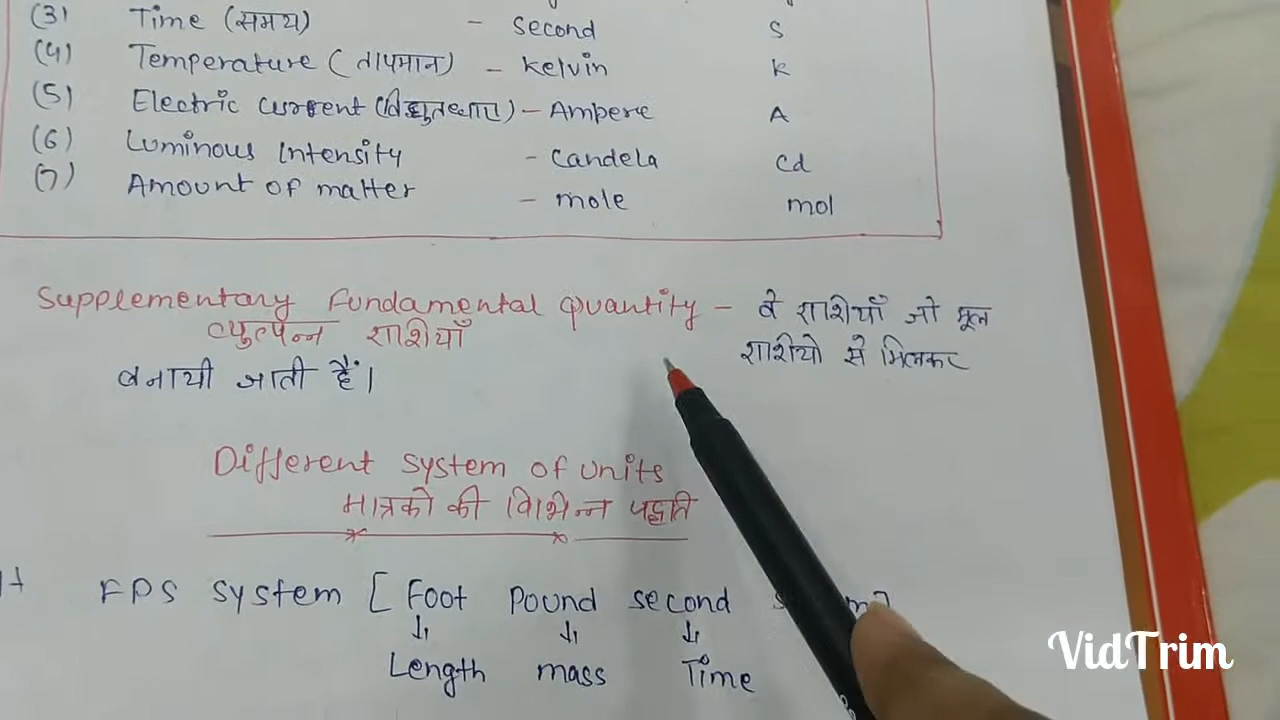 (3) Time (समय) - second S
(4) Temperature (तापमान) - Kelvin K
(5) Electric Current (विद्युतधारा) - Ampere A
(6) Luminous Intensity - Candela Cd
(7) Amount of matter - mole mol
Supplementary Fundamental quantity - वे राशियाँ जो मूल
व्युत्पन्न राशियाँ राशीयो से मिलकर
बनायी जाती हैं।
Different system of units
मात्रको की विभिन्न पद्धति
FPS system [ Foot Pound second
↓ ↓ ↓
Length mass Time
VidTrim